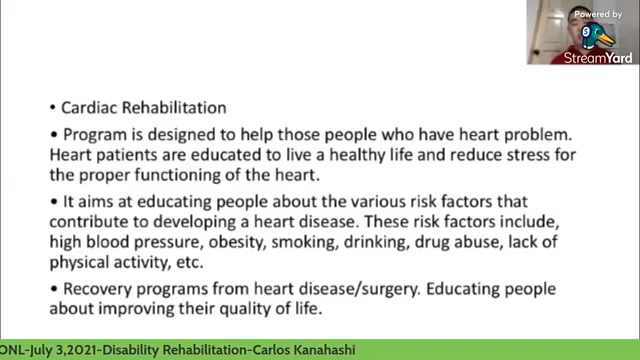 Powered by
StreamYard
• Cardiac Rehabilitation
• Program is designed to help those people who have heart problem.
Heart patients are educated to live a healthy life and reduce stress for
the proper functioning of the heart.
• It aims at educating people about the various risk factors that
contribute to developing a heart disease. These risk factors include,
high blood pressure, obesity, smoking, drinking, drug abuse, lack of
physical activity, etc.
• Recovery programs from heart disease/surgery. Educating people
about improving their quality of life.
ONL-July 3,2021-Disability Rehabilitation-Carlos Kanahashi